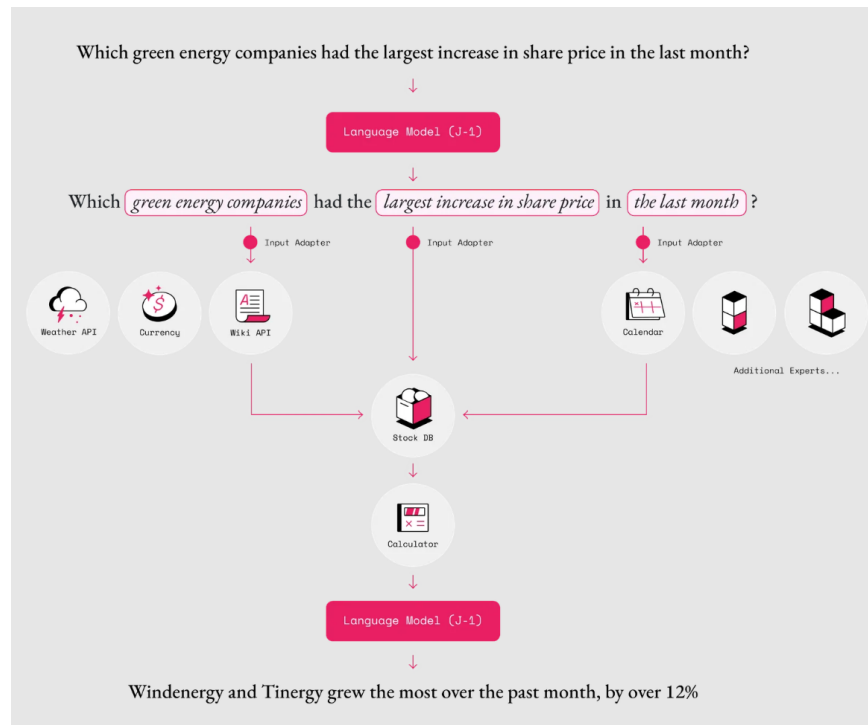 Which green energy companies had the largest increase in share price in the last month?
Language Model (J-1)
Which green energy companies had the largest increase in share price in the last month ?
Input Adapter Input Adapter Input Adapter
Weather API Currency Wiki API Calendar
Additional Experts...
Stock DB
Calculator
Language Model (J-1)
Windenergy and Tinergy grew the most over the past month, by over 12%